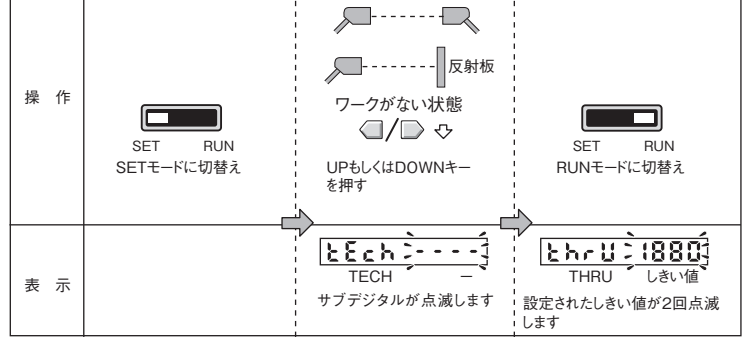 操 作
SET RUN
SETモードに切替え
反射板
ワークがない状態
/
UPもしくはDOWNキー
を押す
SET RUN
RUNモードに切替え
表 示
tEch - - - -
TECH －
サブデジタルが点滅します
thrU 1880
THRU しきい値
設定されたしきい値が2回点滅
します